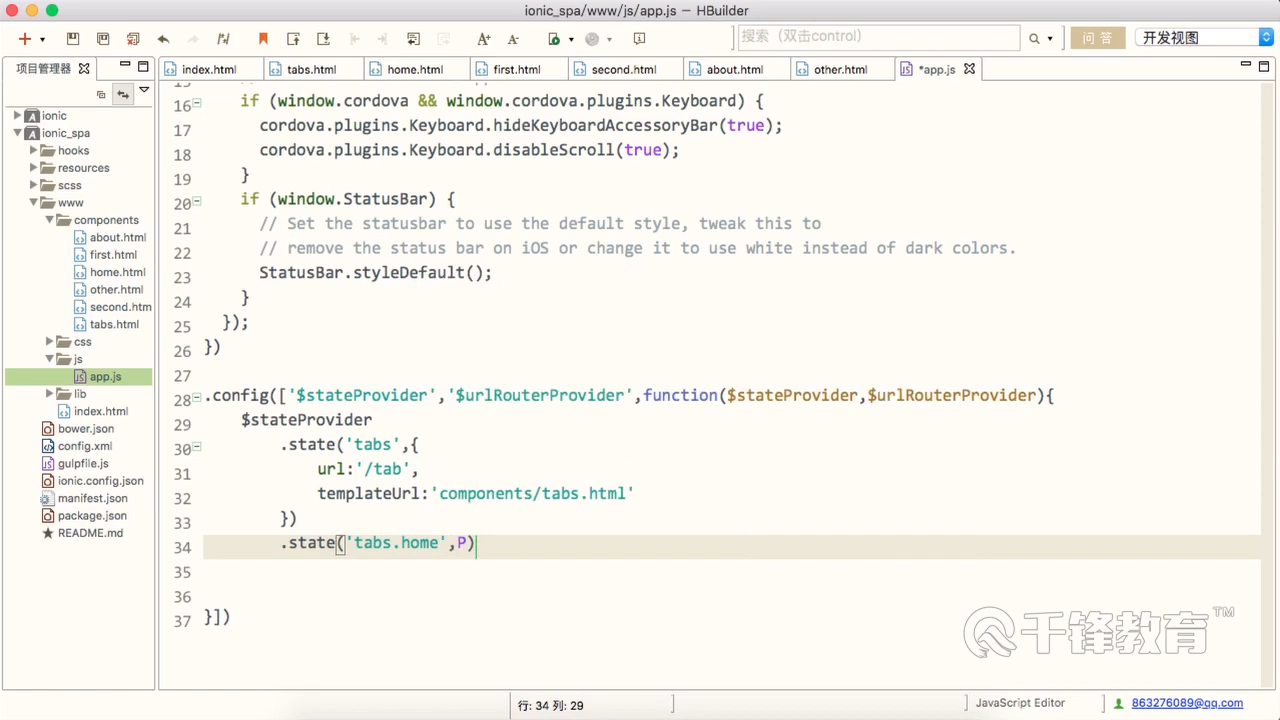 ionic_spa/www/js/app.js — HBuilder
搜索（双击control）
问 答
开发视图
项目管理器
index.html
tabs.html
home.html
first.html
second.html
about.html
other.html
*app.js
ionic
ionic_spa
hooks
resources
scss
www
components
about.html
first.html
home.html
other.html
second.htm
tabs.html
css
js
app.js
lib
index.html
bower.json
config.xml
gulpfile.js
ionic.config.json
manifest.json
package.json
README.md
16 if (window.cordova && window.cordova.plugins.Keyboard) {
17 cordova.plugins.Keyboard.hideKeyboardAccessoryBar(true);
18 cordova.plugins.Keyboard.disableScroll(true);
19 }
20 if (window.StatusBar) {
21 // Set the statusbar to use the default style, tweak this to
22 // remove the status bar on iOS or change it to use white instead of dark colors.
23 StatusBar.styleDefault();
24 }
25 });
26 })
27
28 .config(['$stateProvider','$urlRouterProvider',function($stateProvider,$urlRouterProvider){
29 $stateProvider
30 .state('tabs',{
31 url:'/tab',
32 templateUrl:'components/tabs.html'
33 })
34 .state('tabs.home',P)
35
36
37 }])
千锋教育™
行: 34 列: 29
JavaScript Editor
863276089@qq.com